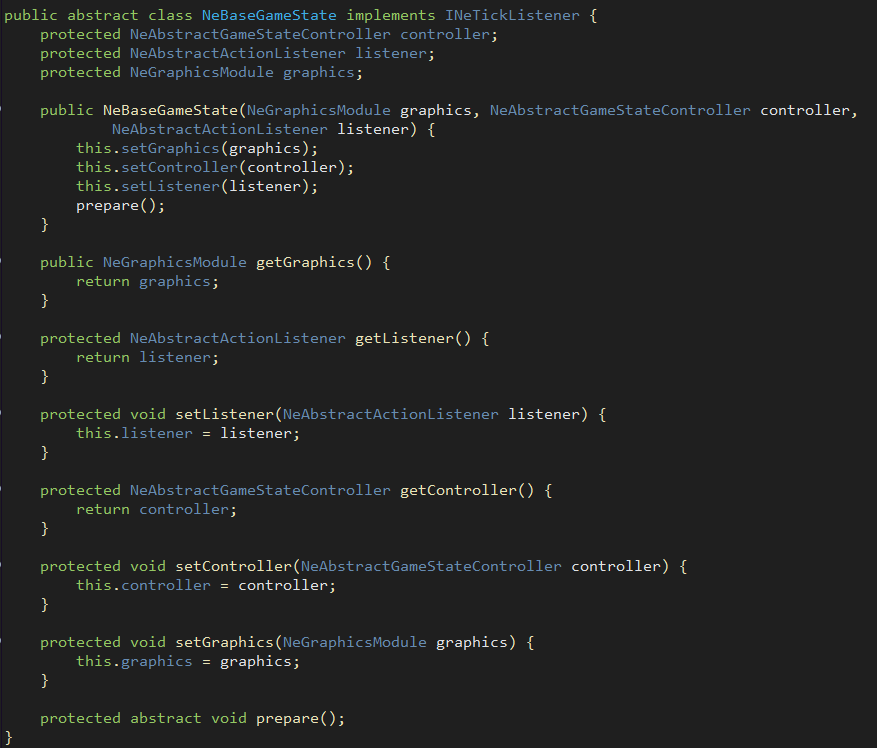 public abstract class NeBaseGameState implements INeTickListener {
    protected NeAbstractGameStateController controller;
    protected NeAbstractActionListener listener;
    protected NeGraphicsModule graphics;

    public NeBaseGameState(NeGraphicsModule graphics, NeAbstractGameStateController controller,
            NeAbstractActionListener listener) {
        this.setGraphics(graphics);
        this.setController(controller);
        this.setListener(listener);
        prepare();
    }

    public NeGraphicsModule getGraphics() {
        return graphics;
    }

    protected NeAbstractActionListener getListener() {
        return listener;
    }

    protected void setListener(NeAbstractActionListener listener) {
        this.listener = listener;
    }

    protected NeAbstractGameStateController getController() {
        return controller;
    }

    protected void setController(NeAbstractGameStateController controller) {
        this.controller = controller;
    }

    protected void setGraphics(NeGraphicsModule graphics) {
        this.graphics = graphics;
    }

    protected abstract void prepare();
}